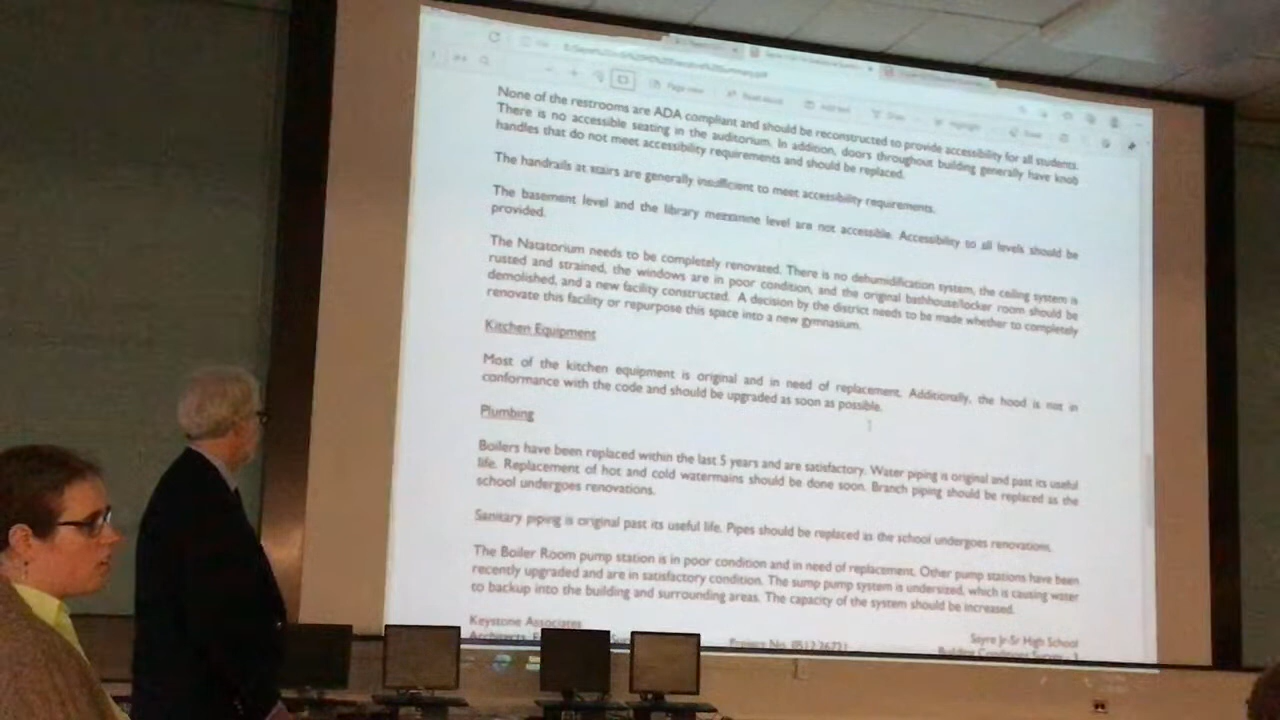 None of the restrooms are ADA compliant and should be reconstructed to provide accessibility for all students.
There is no accessible seating in the auditorium. In addition, doors throughout building generally have knob
handles that do not meet accessibility requirements and should be replaced.
The handrails at stairs are generally insufficient to meet accessibility requirements.
The basement level and the library mezzanine level are not accessible. Accessibility to all levels should be
provided.
The Natatorium needs to be completely renovated. There is no dehumidification system, the ceiling system is
rusted and strained, the windows are in poor condition, and the original bathhouse/locker room should be
demolished, and a new facility constructed. A decision by the district needs to be made whether to completely
renovate this facility or repurpose this space into a new gymnasium.
Kitchen Equipment
Most of the kitchen equipment is original and in need of replacement. Additionally, the hood is not in
conformance with the code and should be upgraded as soon as possible.
Plumbing
Boilers have been replaced within the last 5 years and are satisfactory. Water piping is original and past its useful
life. Replacement of hot and cold watermains should be done soon. Branch piping should be replaced as the
school undergoes renovations.
Sanitary piping is original past its useful life. Pipes should be replaced as the school undergoes renovations.
The Boiler Room pump station is in poor condition and in need of replacement. Other pump stations have been
recently upgraded and are in satisfactory condition. The sump pump system is undersized, which is causing water
to backup into the building and surrounding areas. The capacity of the system should be increased.
Keystone Associates
Sayre Jr-Sr High School
Project No.
Building Conditions Survey